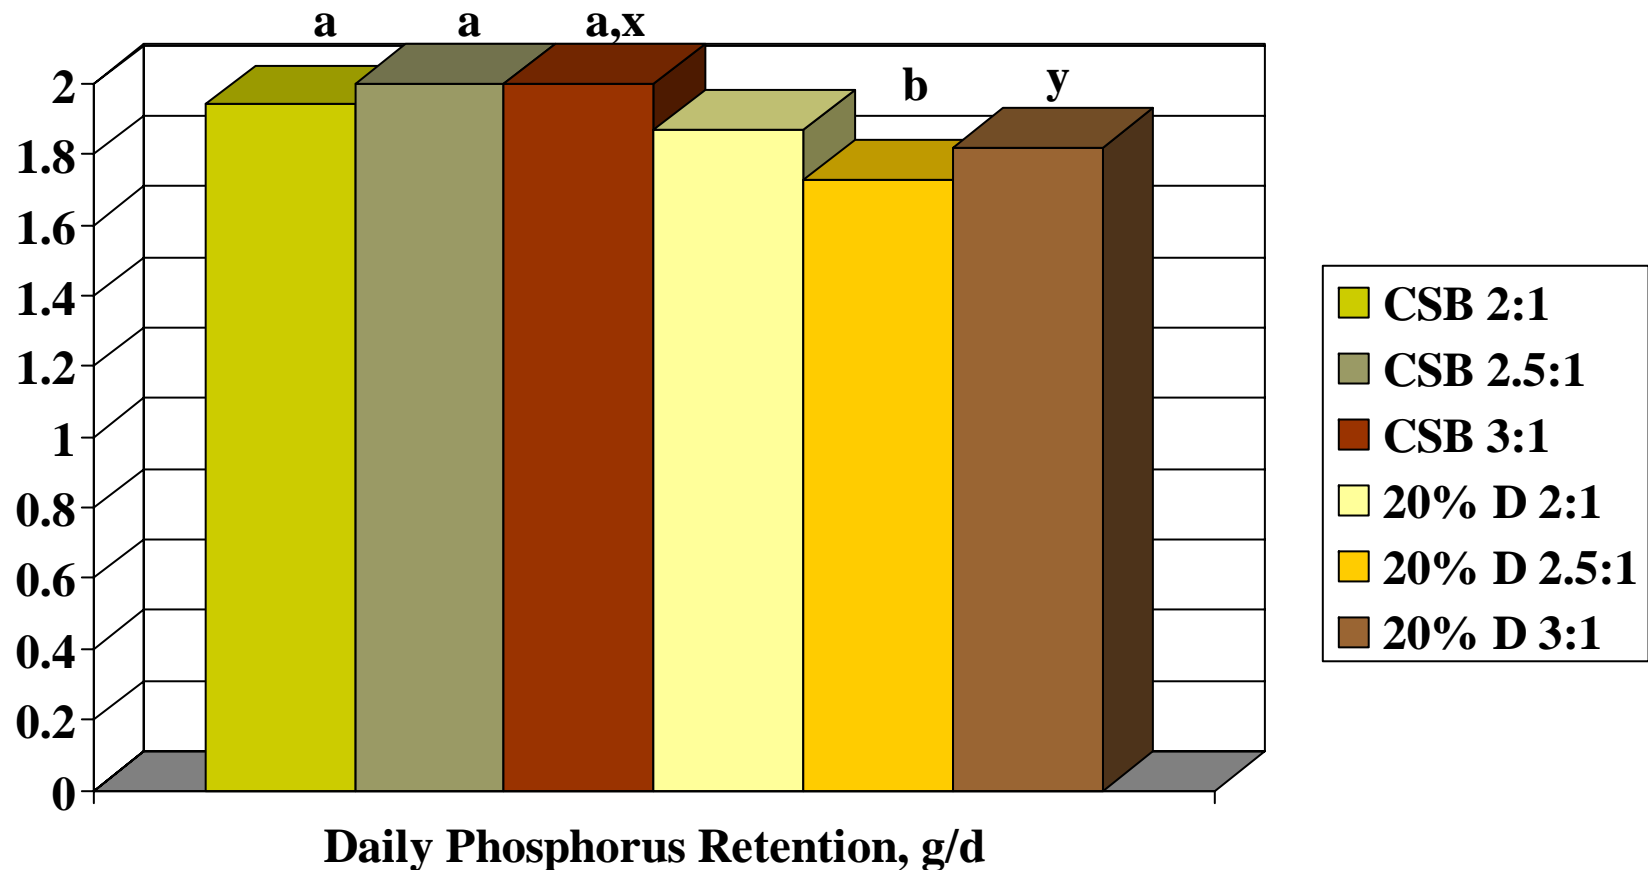 a a a,x
b y
2
1.8
1.6
1.4
1.2
1
0.8
0.6
0.4
0.2
0
Daily Phosphorus Retention, g/d
CSB 2:1
CSB 2.5:1
CSB 3:1
20% D 2:1
20% D 2.5:1
20% D 3:1